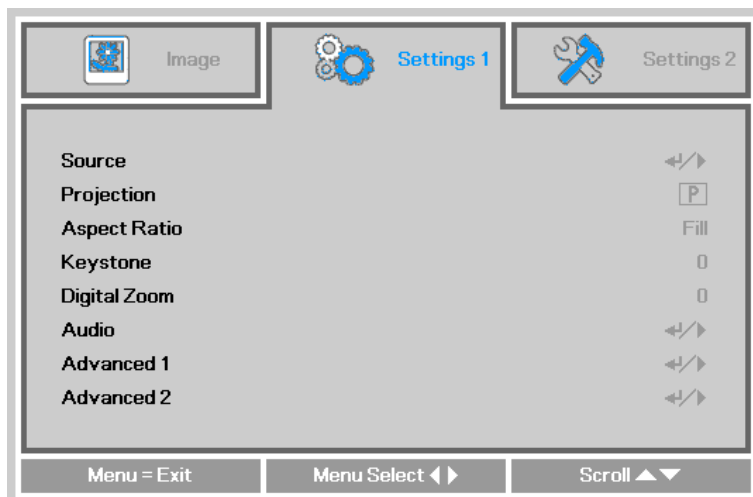 Image Settings 1 Settings 2
Source
Projection P
Aspect Ratio Fill
Keystone 0
Digital Zoom 0
Audio
Advanced 1
Advanced 2
Menu = Exit Menu Select Scroll